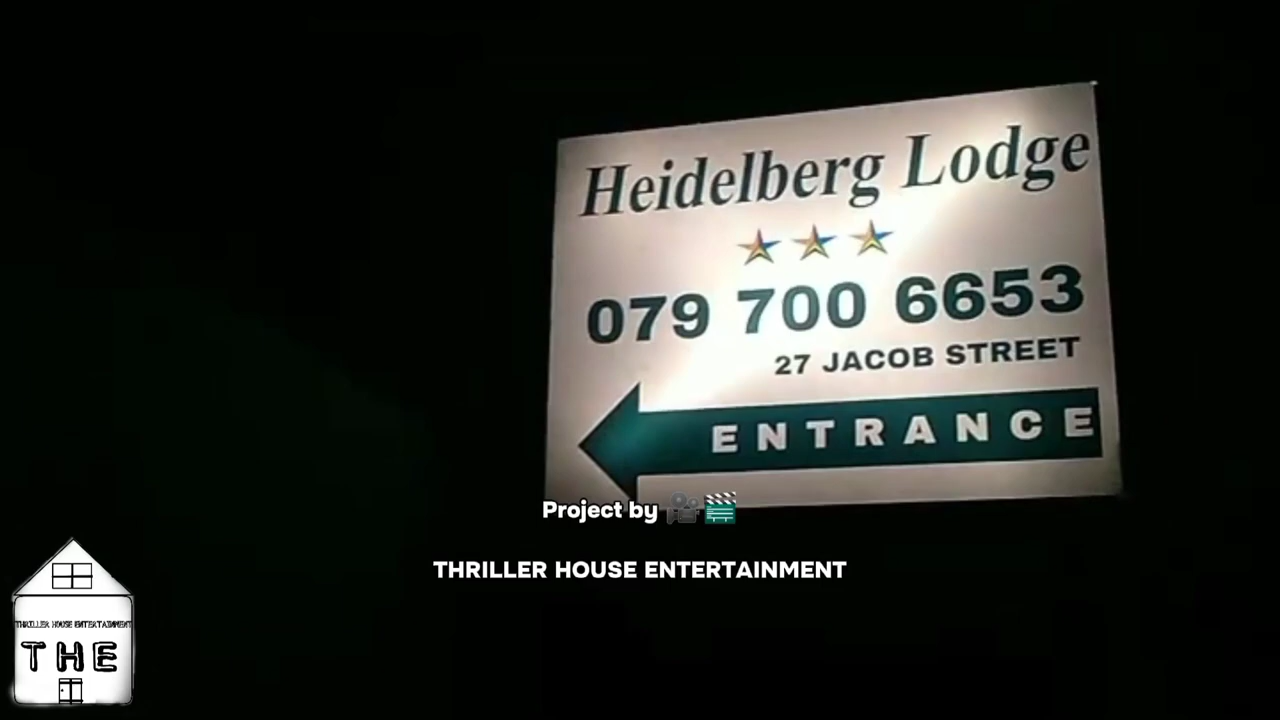 Heidelberg Lodge
079 700 6653
27 JACOB STREET
ENTRANCE
Project by 🎥🎬
THRILLER HOUSE ENTERTAINMENT
THRILLER HOUSE ENTERTAINMENT
THE